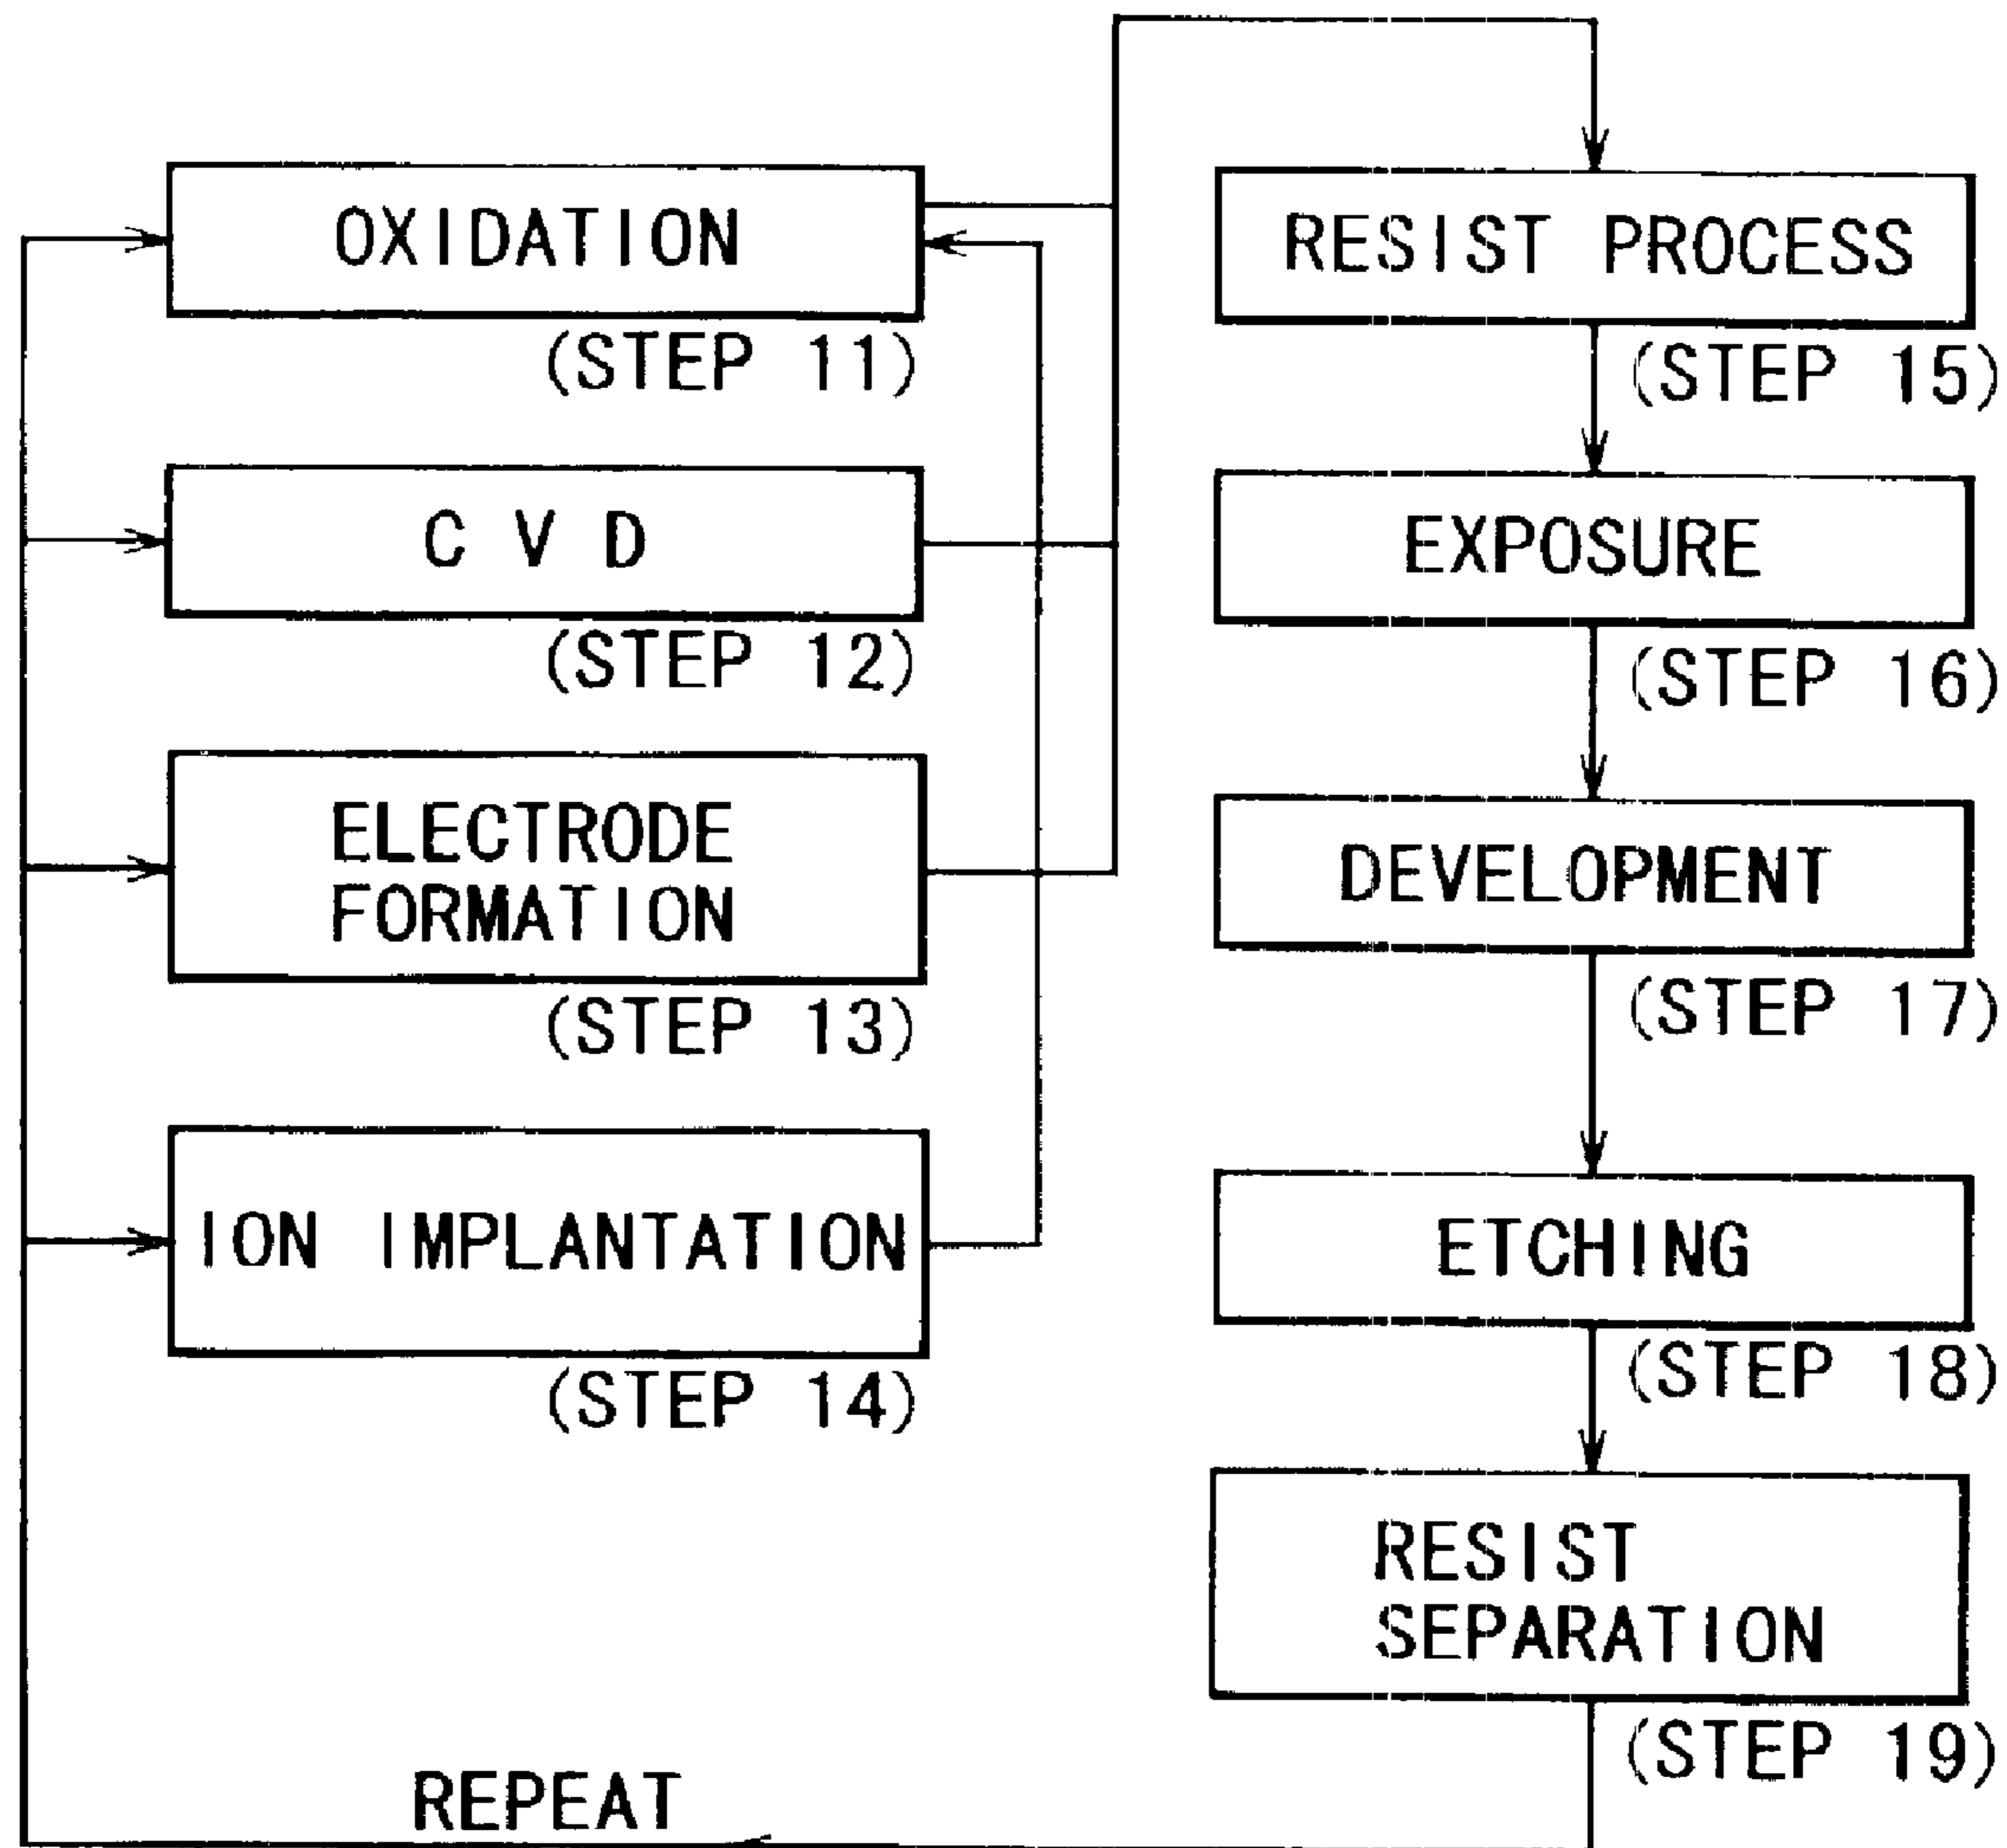 OXIDATION
(STEP 11)
C V D
(STEP 12)
ELECTRODE
FORMATION
(STEP 13)
ION IMPLANTATION
(STEP 14)
RESIST PROCESS
(STEP 15)
EXPOSURE
(STEP 16)
DEVELOPMENT
(STEP 17)
ETCHING
(STEP 18)
RESIST
SEPARATION
(STEP 19)
REPEAT